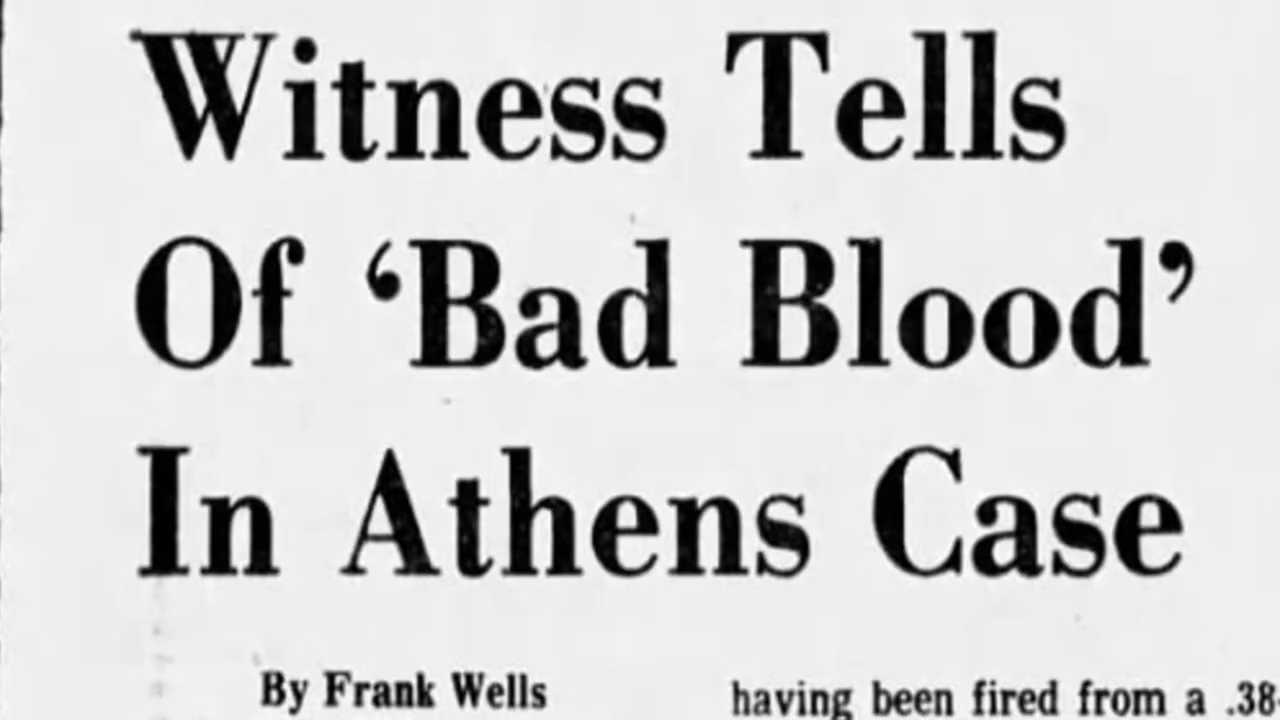 Witness Tells
Of ‘Bad Blood’
In Athens Case
By Frank Wells
having been fired from a .38-